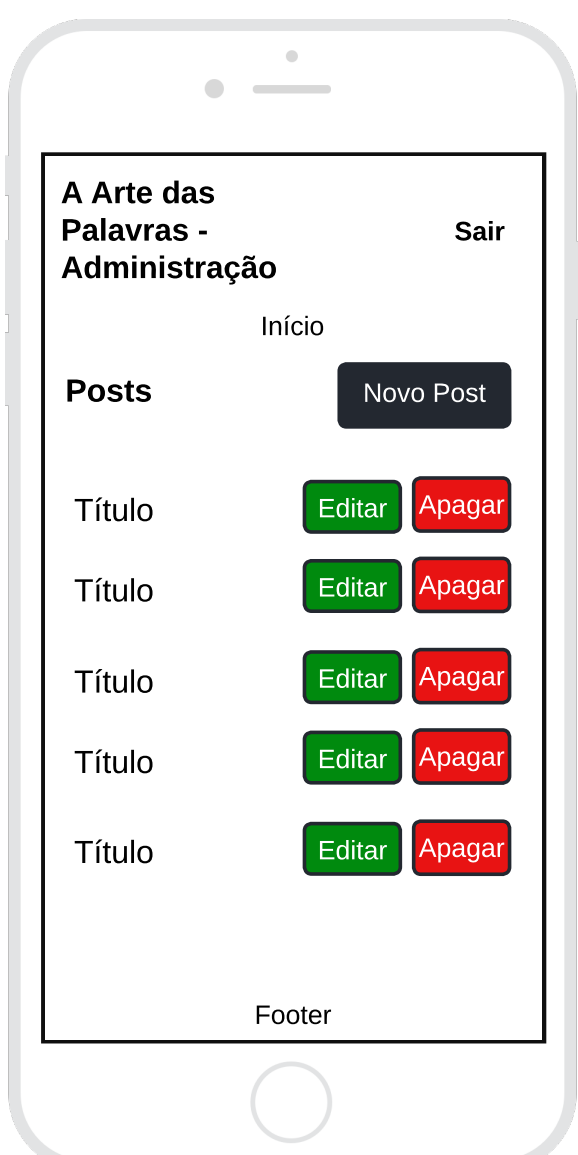 A Arte das
Palavras -
Administração
Sair
Início
Posts
Novo Post
Título
Editar
Apagar
Título
Editar
Apagar
Título
Editar
Apagar
Título
Editar
Apagar
Título
Editar
Apagar
Footer